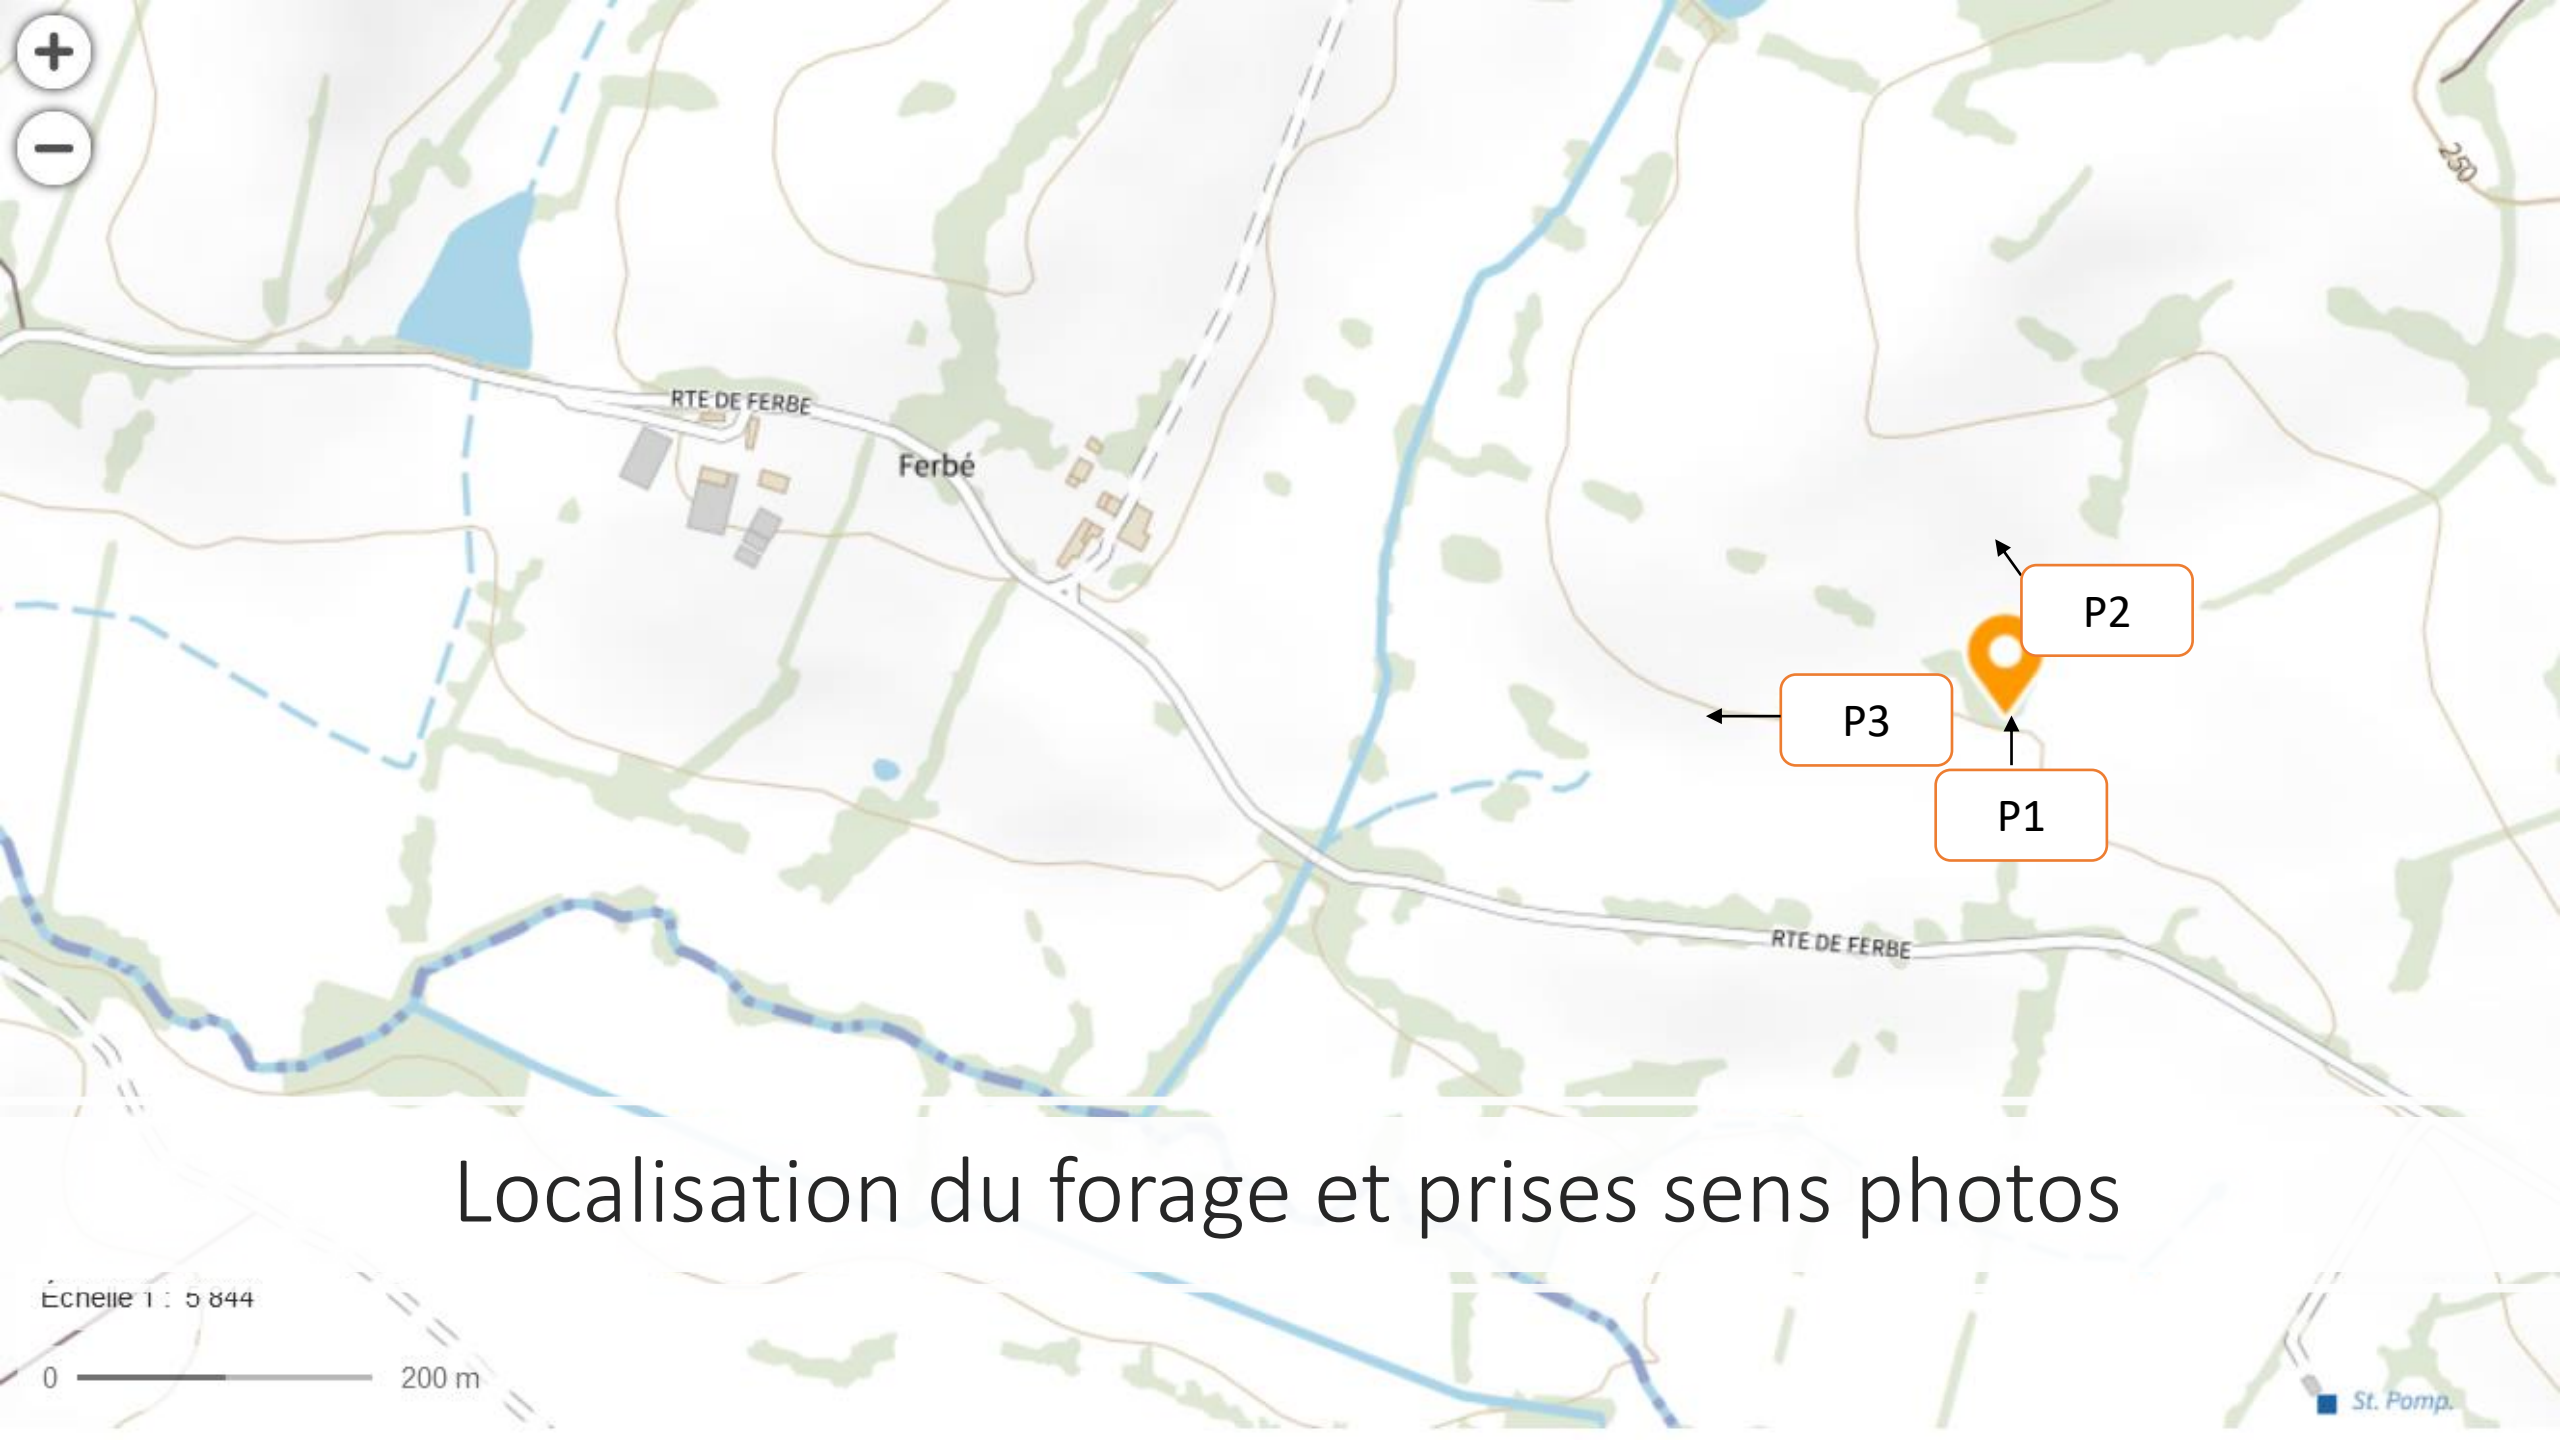 +
−
250
RTE DE FERBE
Ferbé
P2
P3
P1
RTE DE FERBE
Localisation du forage et prises sens photos
Échelle 1 : 5 844
0 200 m
St. Pomp.